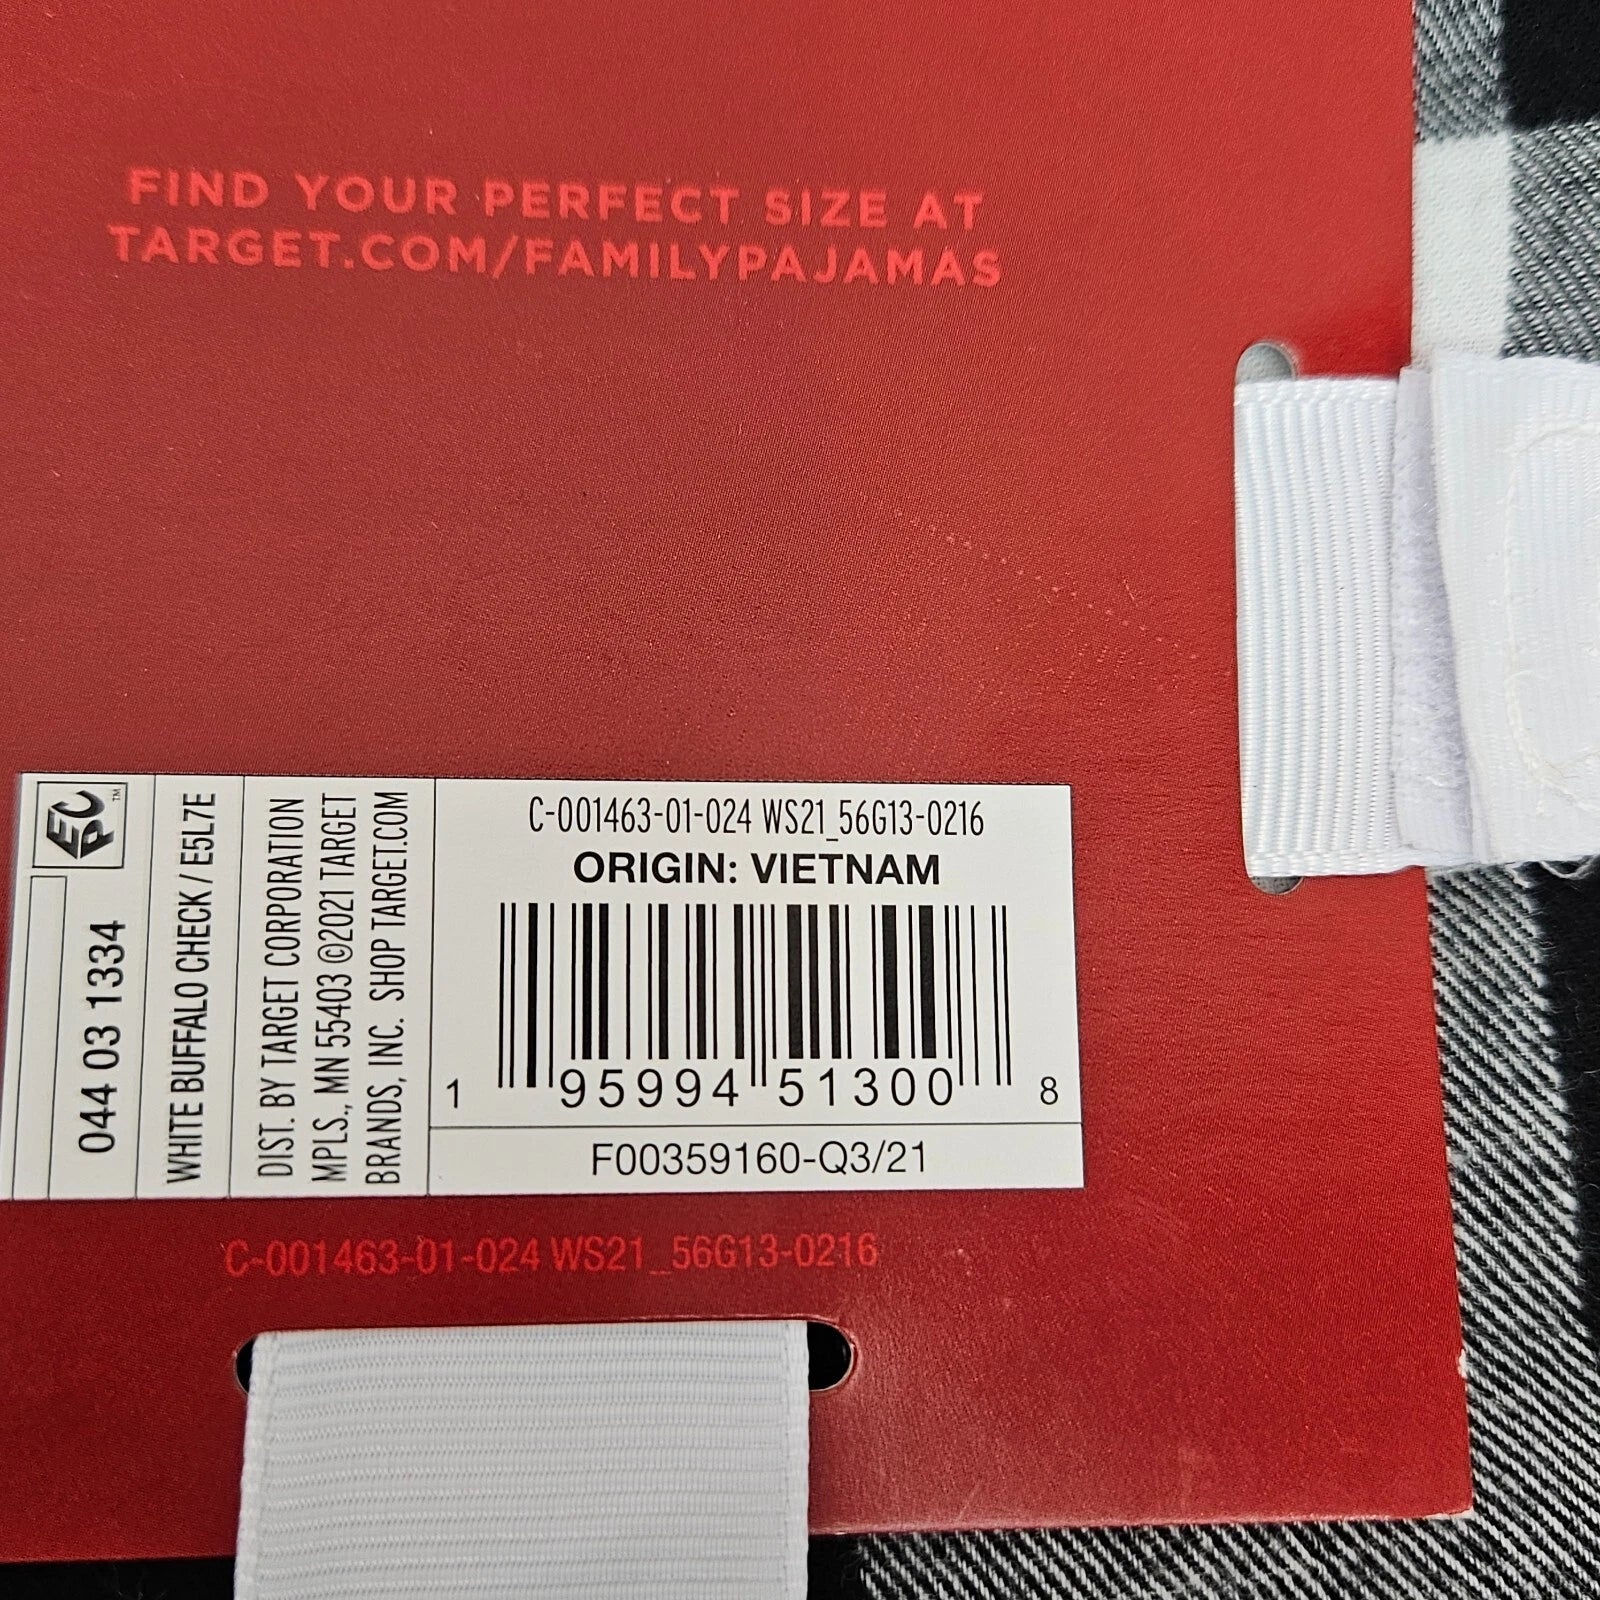 FIND YOUR PERFECT SIZE AT
TARGET.COM/FAMILYPAJAMAS
EPC™
044 03 1334
WHITE BUFFALO CHECK / E5L7E
DIST. BY TARGET CORPORATION
MPLS., MN 55403 ©2021 TARGET
BRANDS, INC. SHOP TARGET.COM
C-001463-01-024 WS21_56G13-0216
ORIGIN: VIETNAM
1 95994 51300 8
F00359160-Q3/21
C-001463-01-024 WS21_56G13-0216